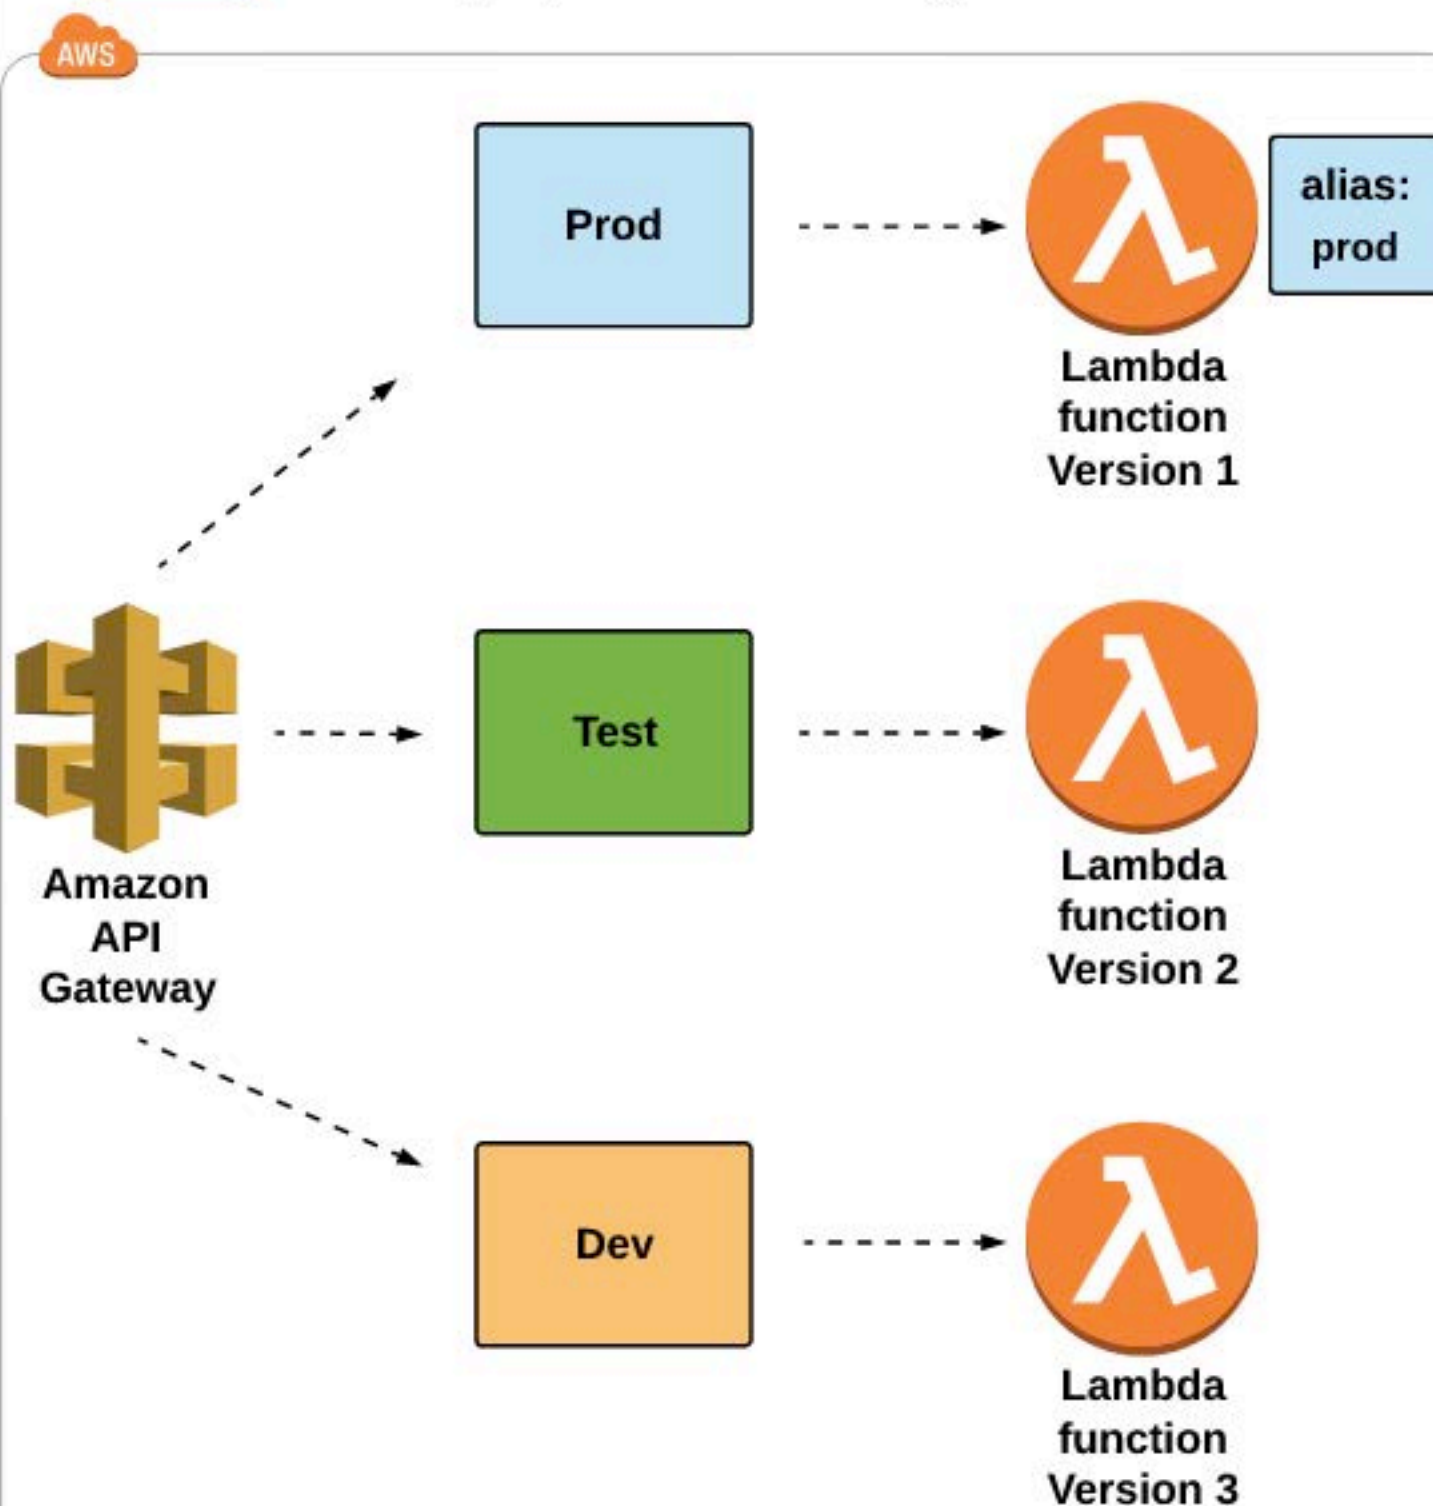 AWS
Prod
alias:
prod
Lambda
function
Version 1
Test
Amazon
API
Gateway
Lambda
function
Version 2
Dev
Lambda
function
Version 3